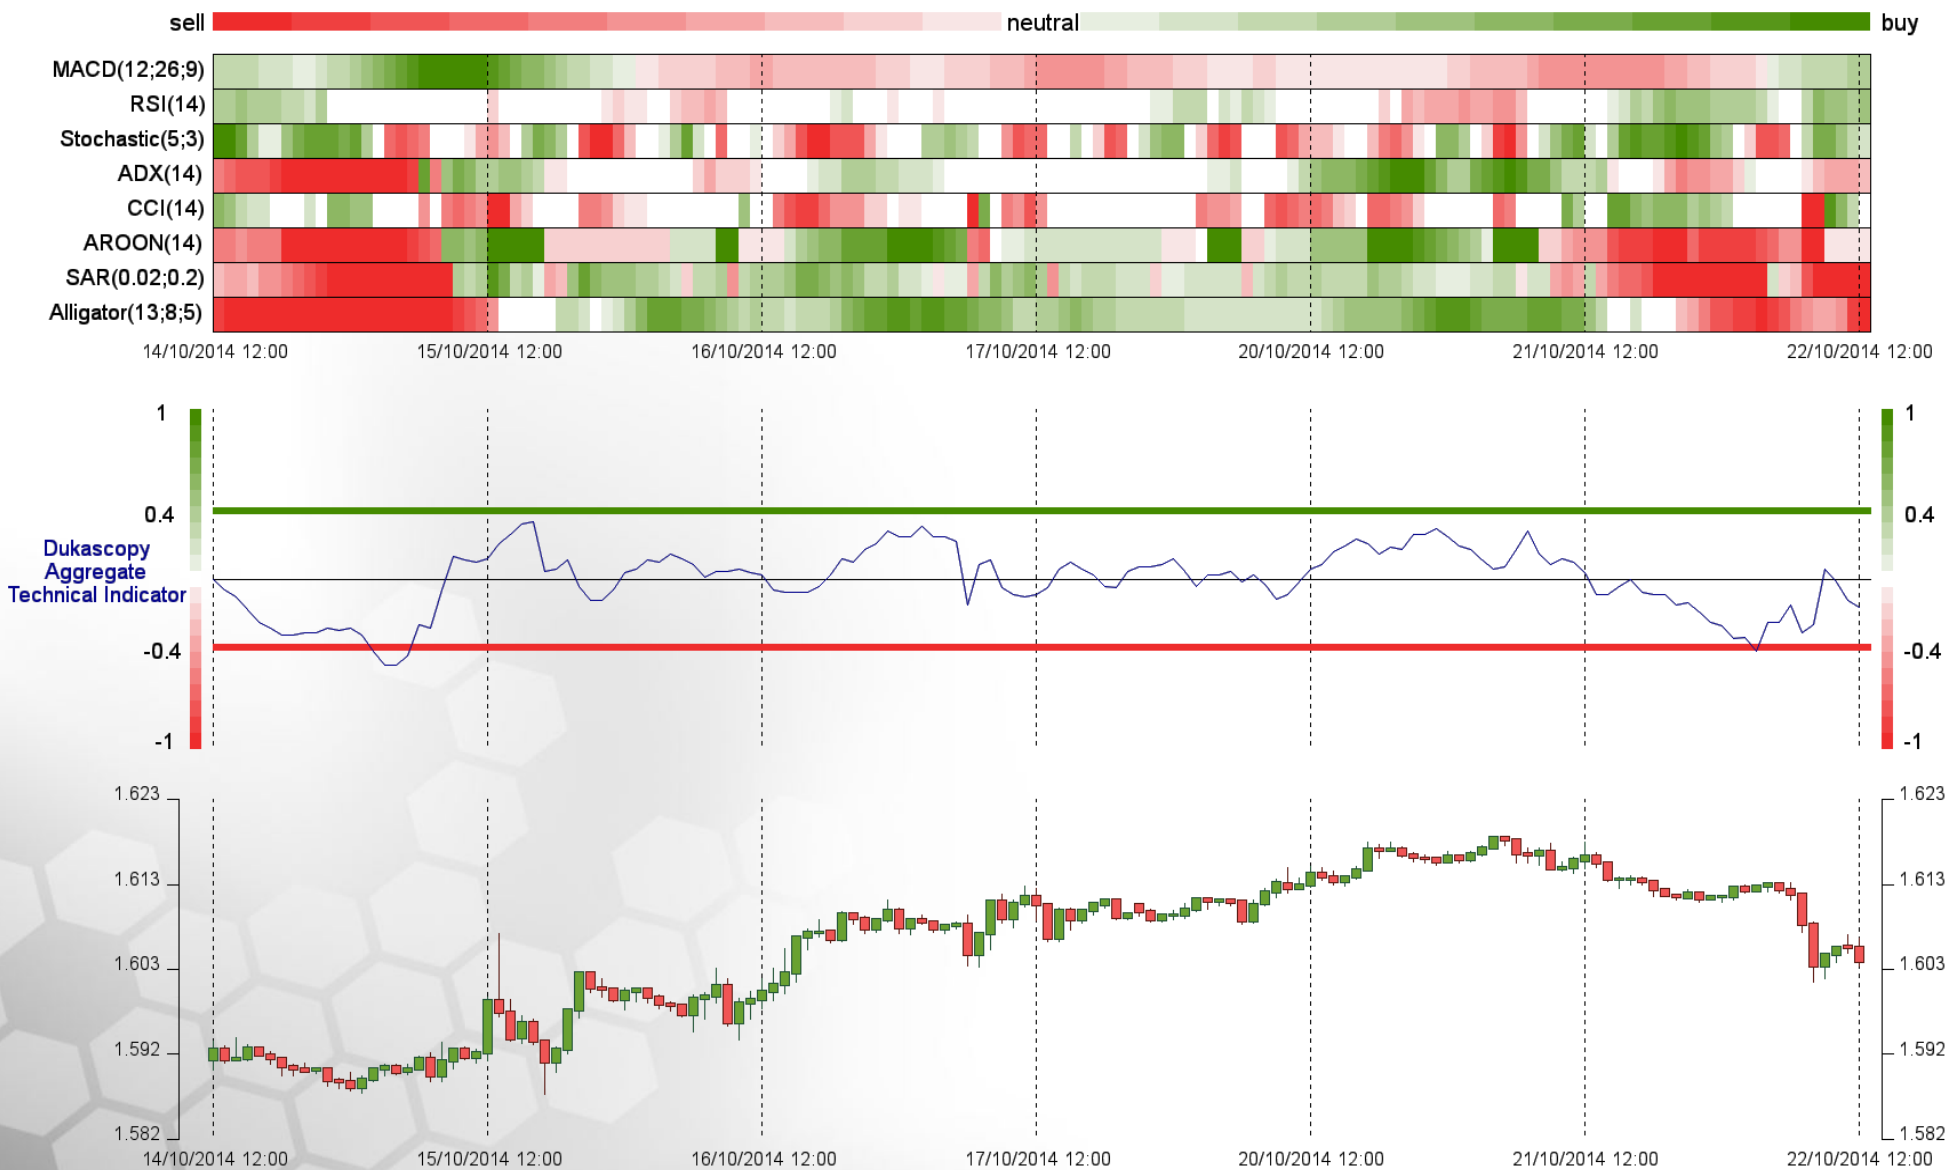 sell neutral buy
MACD(12;26;9)
RSI(14)
Stochastic(5;3)
ADX(14)
CCI(14)
AROON(14)
SAR(0.02;0.2)
Alligator(13;8;5)
14/10/2014 12:00 15/10/2014 12:00 16/10/2014 12:00 17/10/2014 12:00 20/10/2014 12:00 21/10/2014 12:00 22/10/2014 12:00
1 1
0.4 0.4
Dukascopy
Aggregate
Technical Indicator
-0.4 -0.4
-1 -1
1.623 1.623
1.613 1.613
1.603 1.603
1.592 1.592
1.582 1.582
14/10/2014 12:00 15/10/2014 12:00 16/10/2014 12:00 17/10/2014 12:00 20/10/2014 12:00 21/10/2014 12:00 22/10/2014 12:00